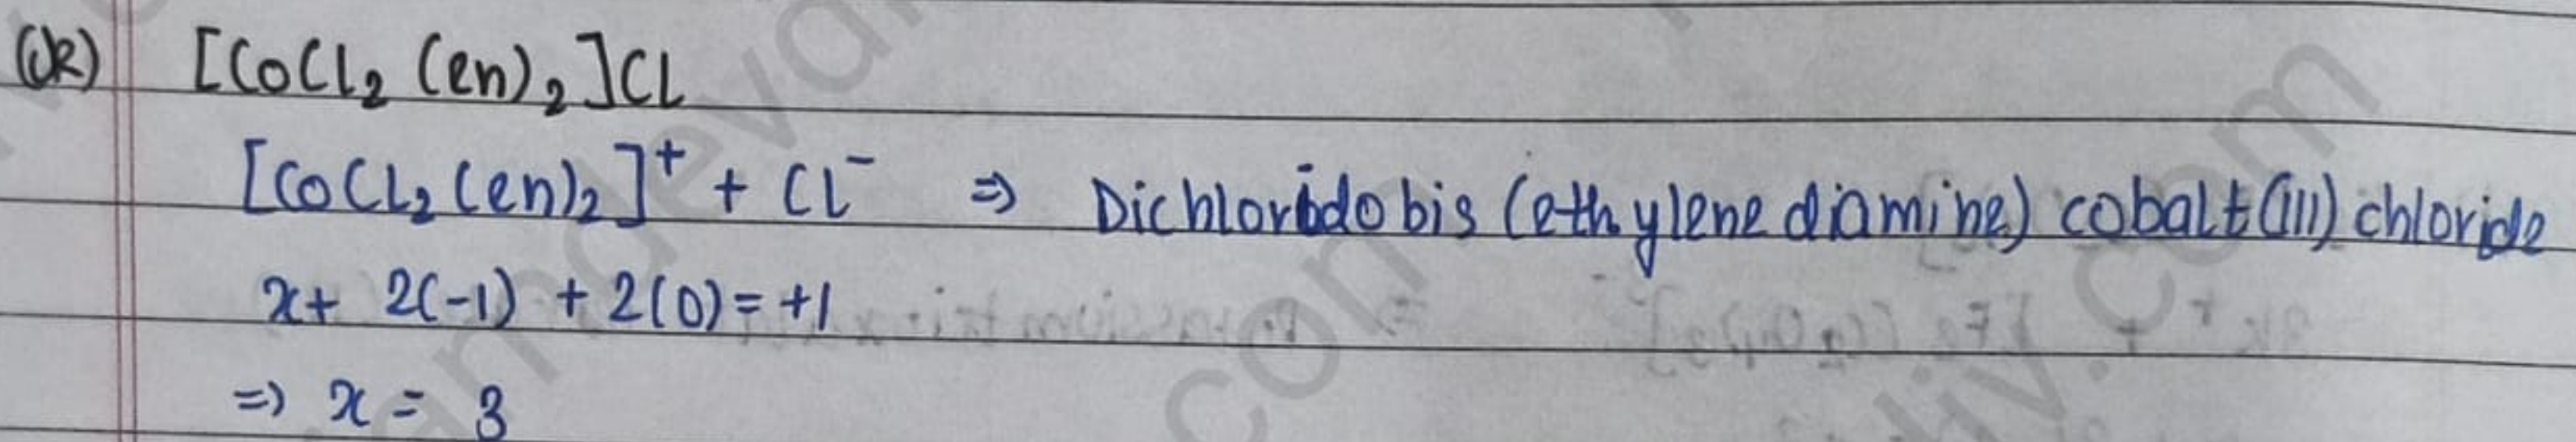 (k) [CoCl₂ (en)₂]Cl
[CoCl₂(en)₂]⁺ + Cl⁻ ⇒ Dichlorido bis (ethylene diamine) cobalt(III) chloride
x + 2(-1) + 2(0) = +1
⇒ x = 3